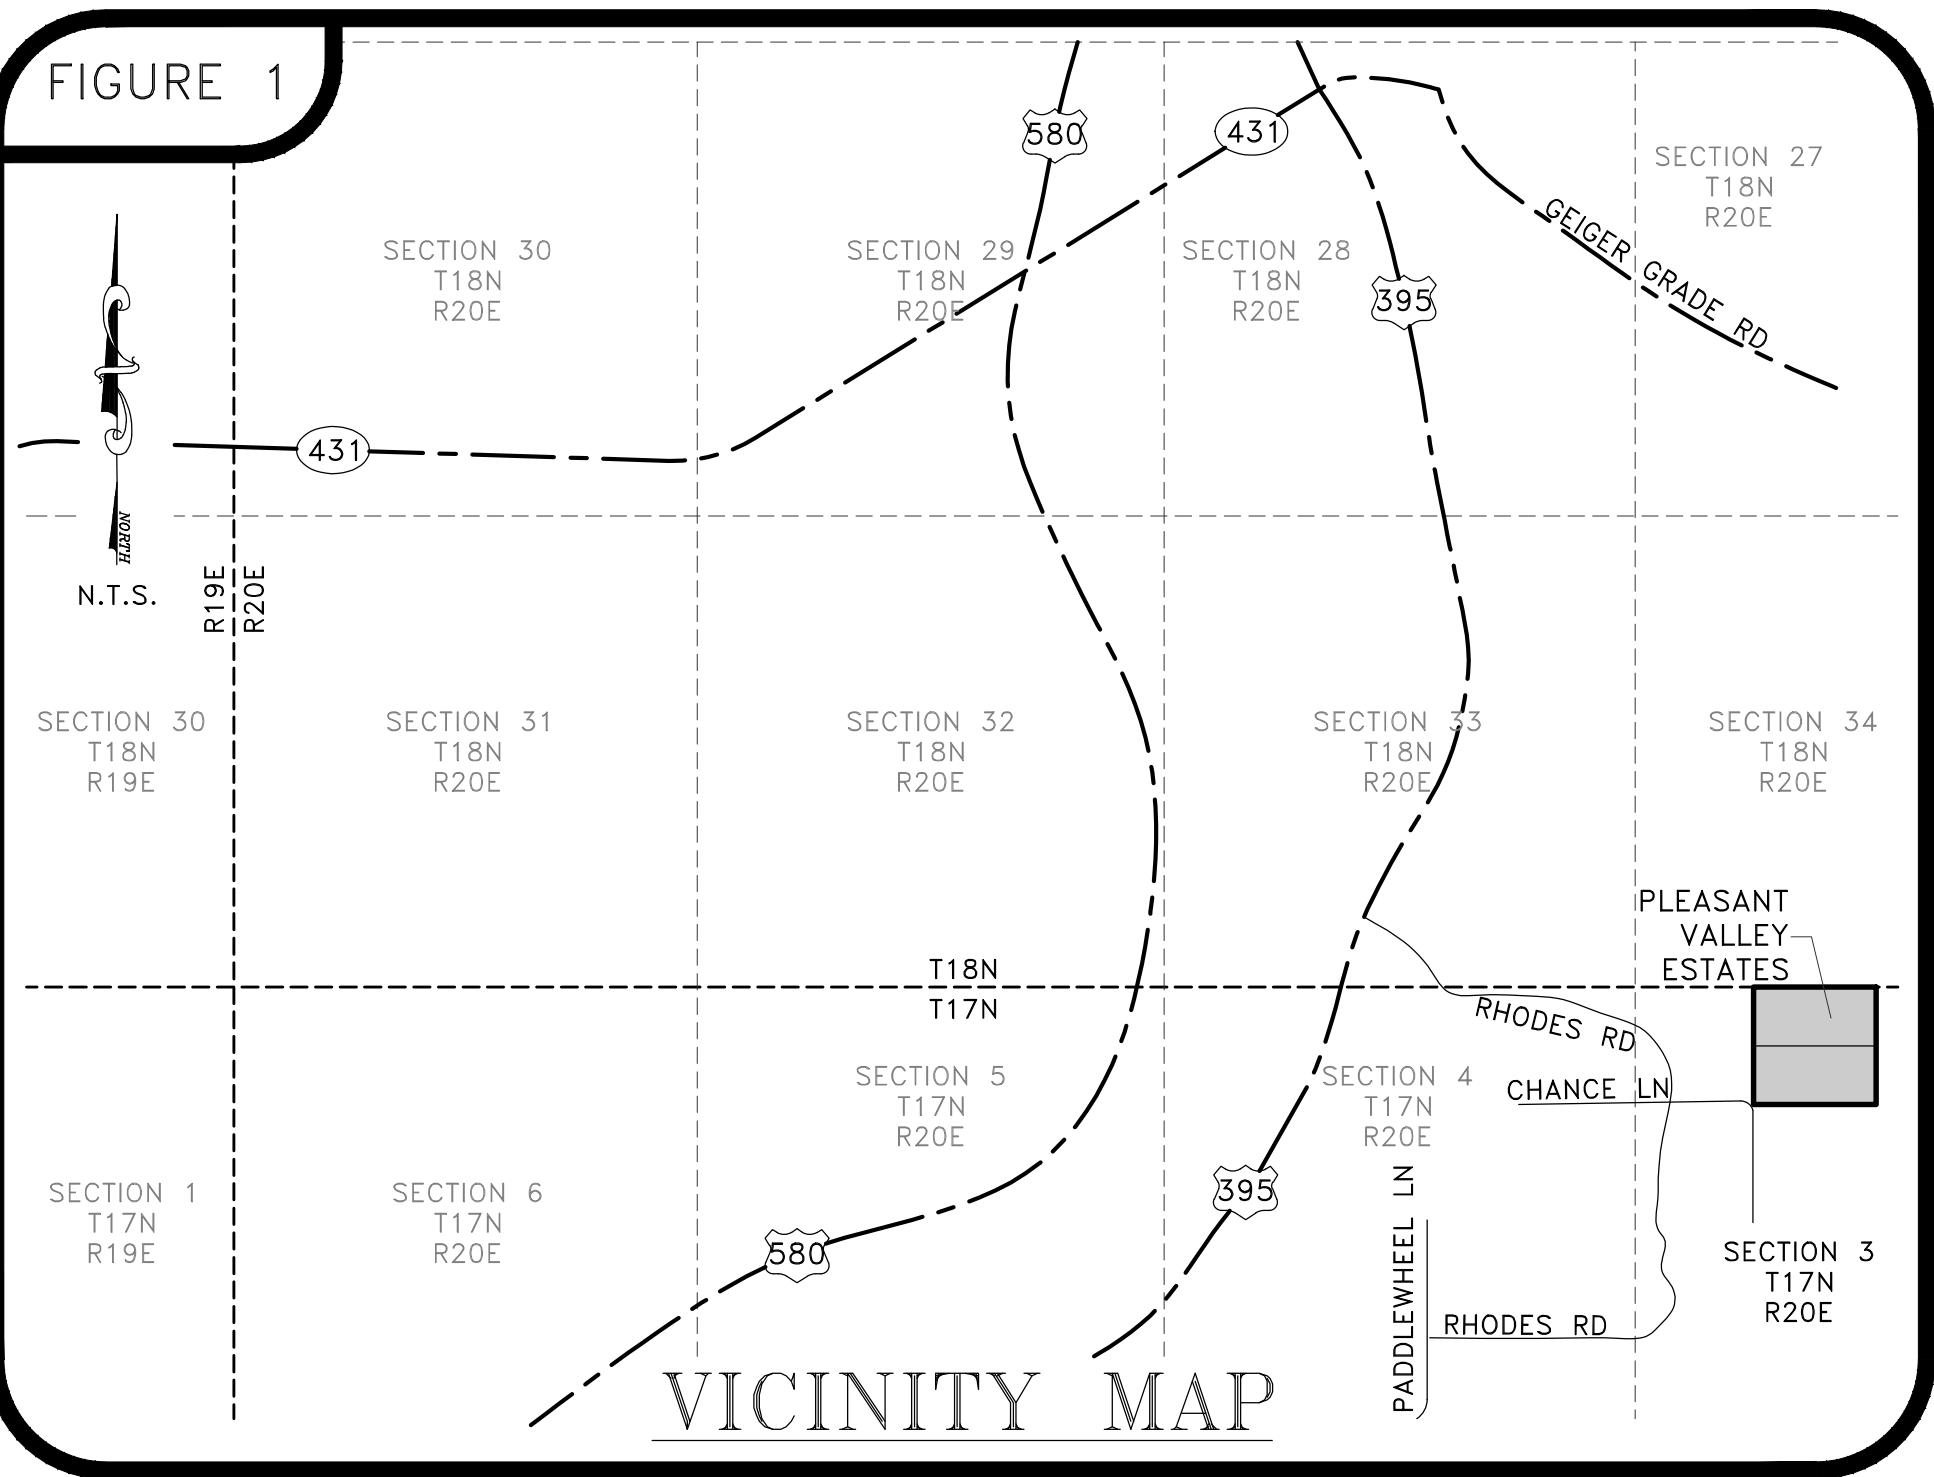 FIGURE 1
580
431
SECTION 27
T18N
R20E
GEIGER GRADE RD
SECTION 30
T18N
R20E
SECTION 29
T18N
R20E
SECTION 28
T18N
R20E
395
431
NORTH
N.T.S.
R19E
R20E
SECTION 30
T18N
R19E
SECTION 31
T18N
R20E
SECTION 32
T18N
R20E
SECTION 33
T18N
R20E
SECTION 34
T18N
R20E
PLEASANT
VALLEY
ESTATES
T18N
T17N
RHODES RD
SECTION 5
T17N
R20E
SECTION 4
T17N
R20E
CHANCE LN
SECTION 1
T17N
R19E
SECTION 6
T17N
R20E
395
580
PADDLEWHEEL LN
SECTION 3
T17N
R20E
RHODES RD
VICINITY MAP